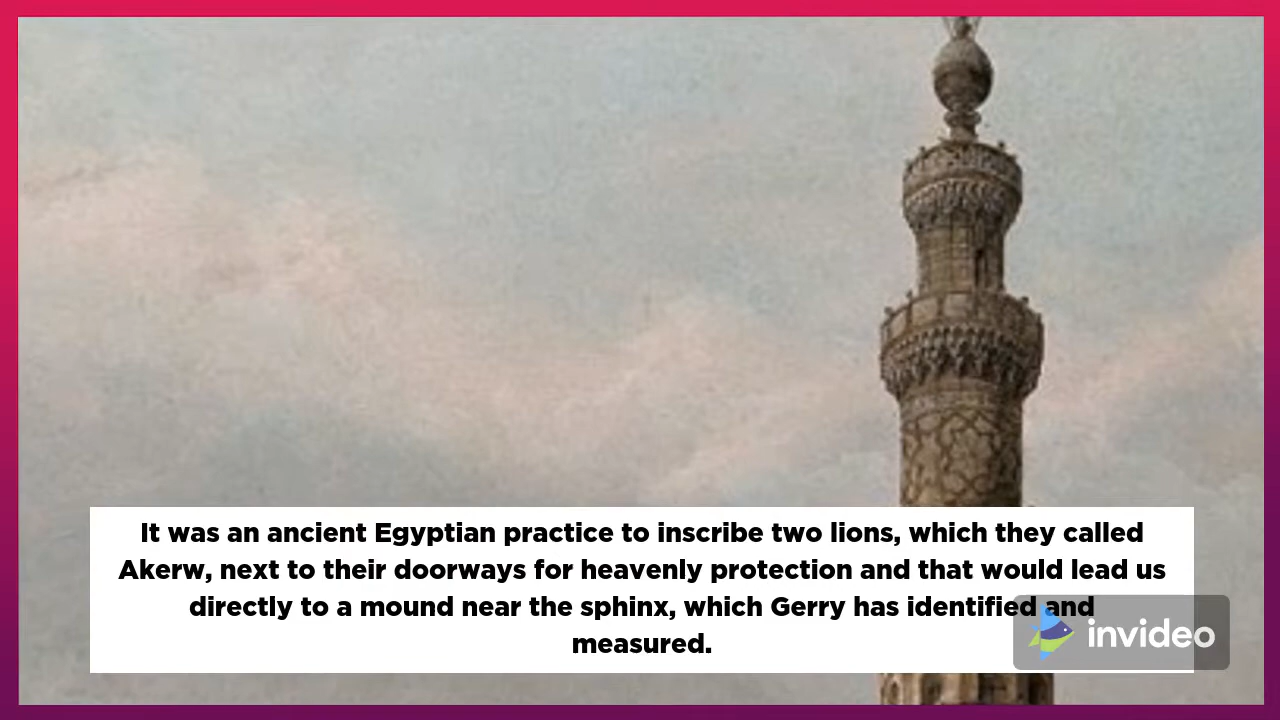 It was an ancient Egyptian practice to inscribe two lions, which they called
Akerw, next to their doorways for heavenly protection and that would lead us
directly to a mound near the sphinx, which Gerry has identified and
measured.
invideo